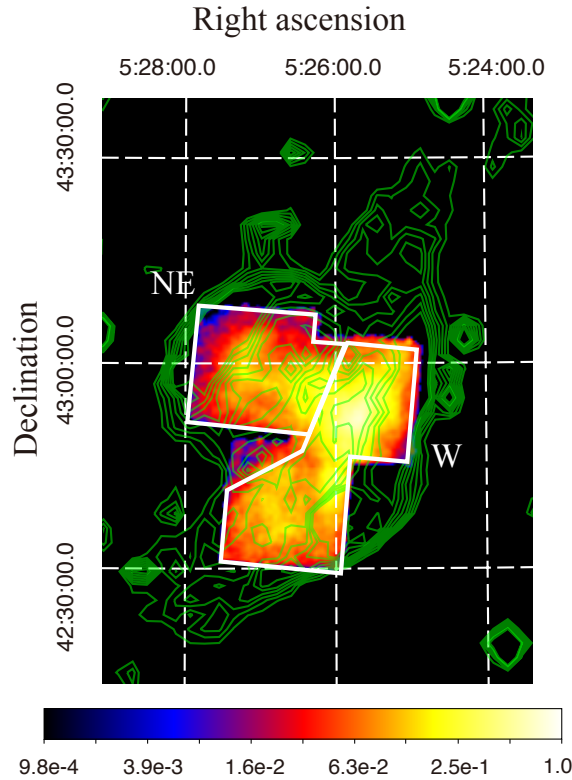 Right ascension
5:28:00.0 5:26:00.0 5:24:00.0
43:30:00.0
43:00:00.0
42:30:00.0
Declination
NE
W
9.8e-4 3.9e-3 1.6e-2 6.3e-2 2.5e-1 1.0